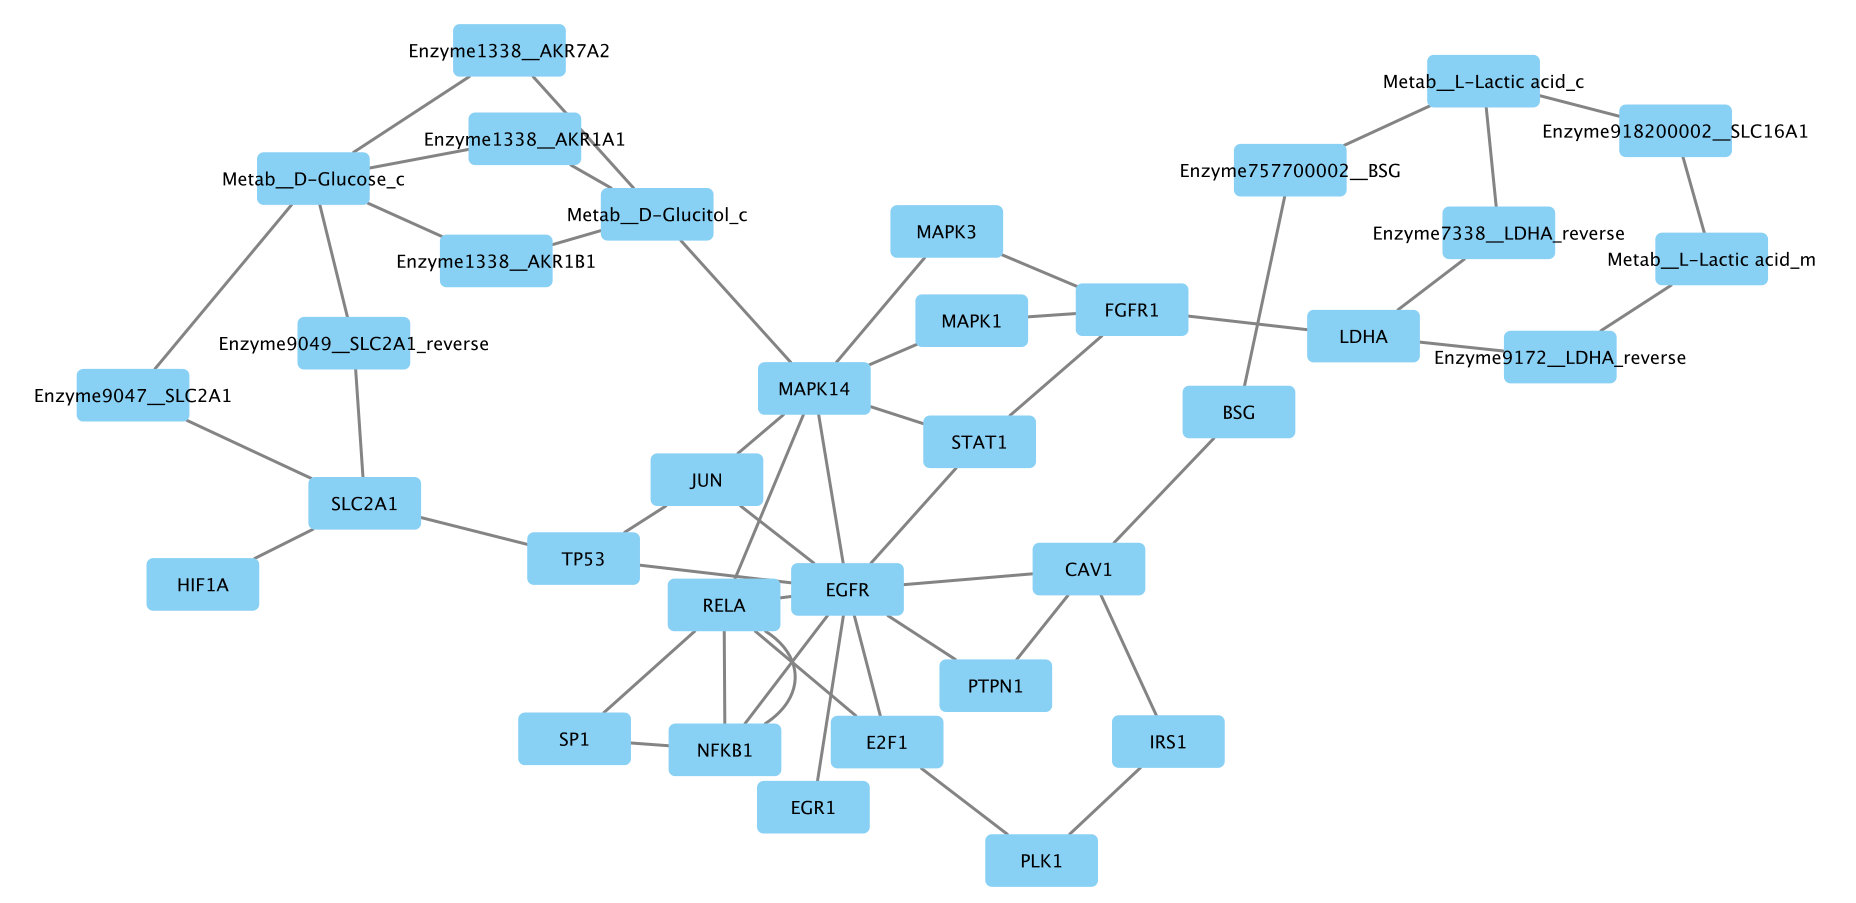 Enzyme1338__AKR7A2
Metab__L-Lactic acid_c
Enzyme918200002__SLC16A1
Enzyme1338__AKR1A1
Enzyme757700002__BSG
Metab__D-Glucose_c
Metab__D-Glucitol_c
MAPK3
Enzyme7338__LDHA_reverse
Enzyme1338__AKR1B1
Metab__L-Lactic acid_m
FGFR1
MAPK1
LDHA
Enzyme9049__SLC2A1_reverse
Enzyme9172__LDHA_reverse
MAPK14
Enzyme9047__SLC2A1
BSG
STAT1
JUN
SLC2A1
TP53
CAV1
HIF1A
EGFR
RELA
PTPN1
SP1
NFKB1
E2F1
IRS1
EGR1
PLK1